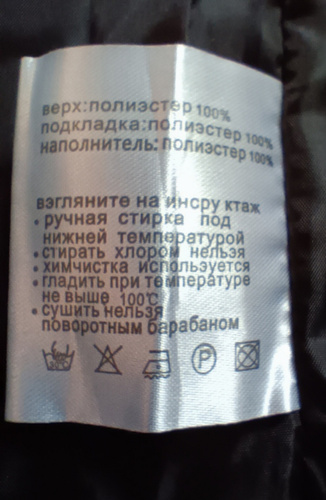 верх:полиэстер 100%
подкладка:полиэстер 100%
наполнитель: полиэстер 100%
взгляните на инсру ктаж
• ручная стирка под
нижней температурой
• стирать хлором нельзя
• химчистка используется
• гладить при температуре
не выше 100℃
• сушить нельзя
поворотным барабаном
P